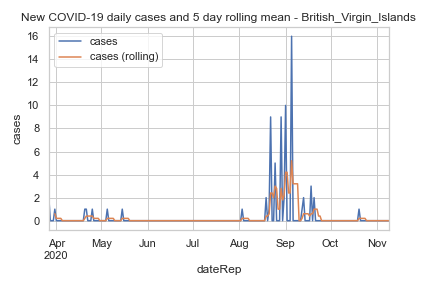 New COVID-19 daily cases and 5 day rolling mean - British_Virgin_Islands
cases
cases (rolling)
16
14
12
10
8
6
4
2
0
cases
Apr
2020
May
Jun
Jul
Aug
Sep
Oct
Nov
dateRep